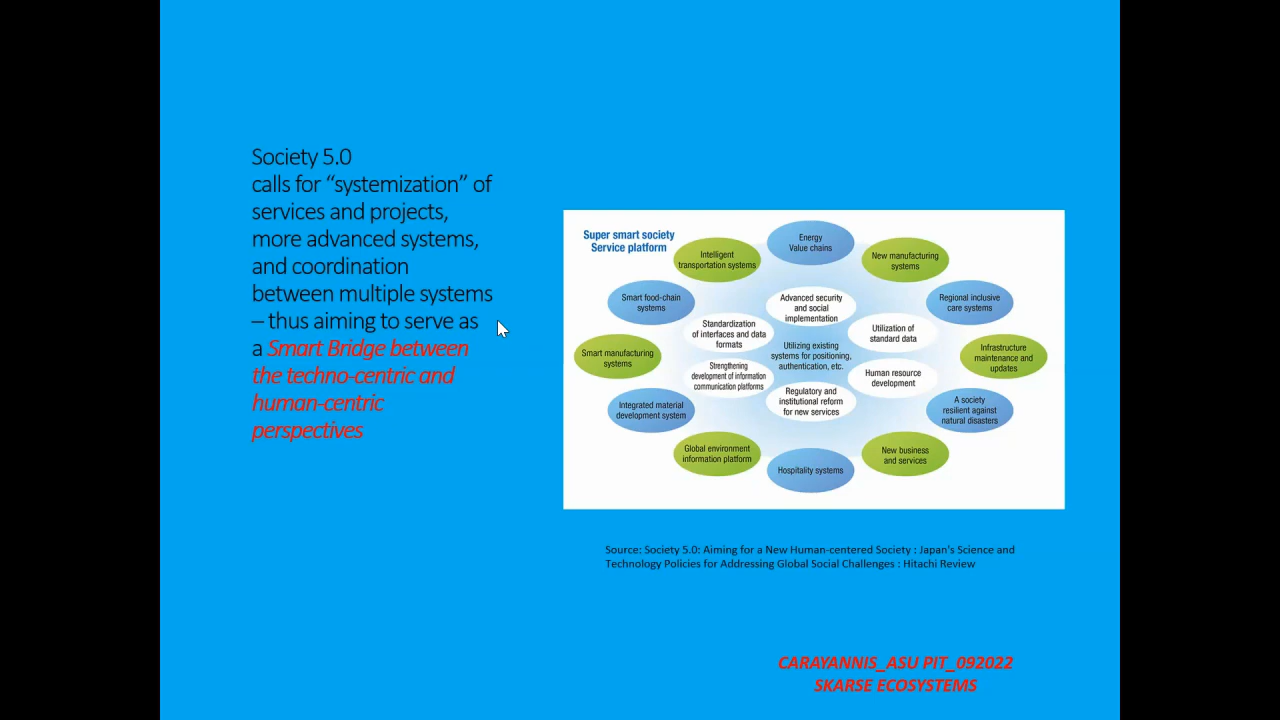 Society 5.0
calls for “systemization” of
services and projects,
more advanced systems,
and coordination
between multiple systems
– thus aiming to serve as
a Smart Bridge between
the techno-centric and
human-centric
perspectives
Super smart society
Service platform
Energy
Value chains
Intelligent
transportation systems
New manufacturing
systems
Smart food-chain
systems
Regional inclusive
care systems
Advanced security
and social
implementation
Standardization
of interfaces and data
formats
Utilization of
standard data
Smart manufacturing
systems
Utilizing existing
systems for positioning,
authentication, etc.
Infrastructure
maintenance and
updates
Strengthening
development of information
communication platforms
Human resource
development
Integrated material
development system
Regulatory and
institutional reform
for new services
A society
resilient against
natural disasters
Global environment
information platform
New business
and services
Hospitality systems
Source: Society 5.0: Aiming for a New Human-centered Society : Japan's Science and
Technology Policies for Addressing Global Social Challenges : Hitachi Review
CARAYANNIS_ASU PIT_092022
SKARSE ECOSYSTEMS